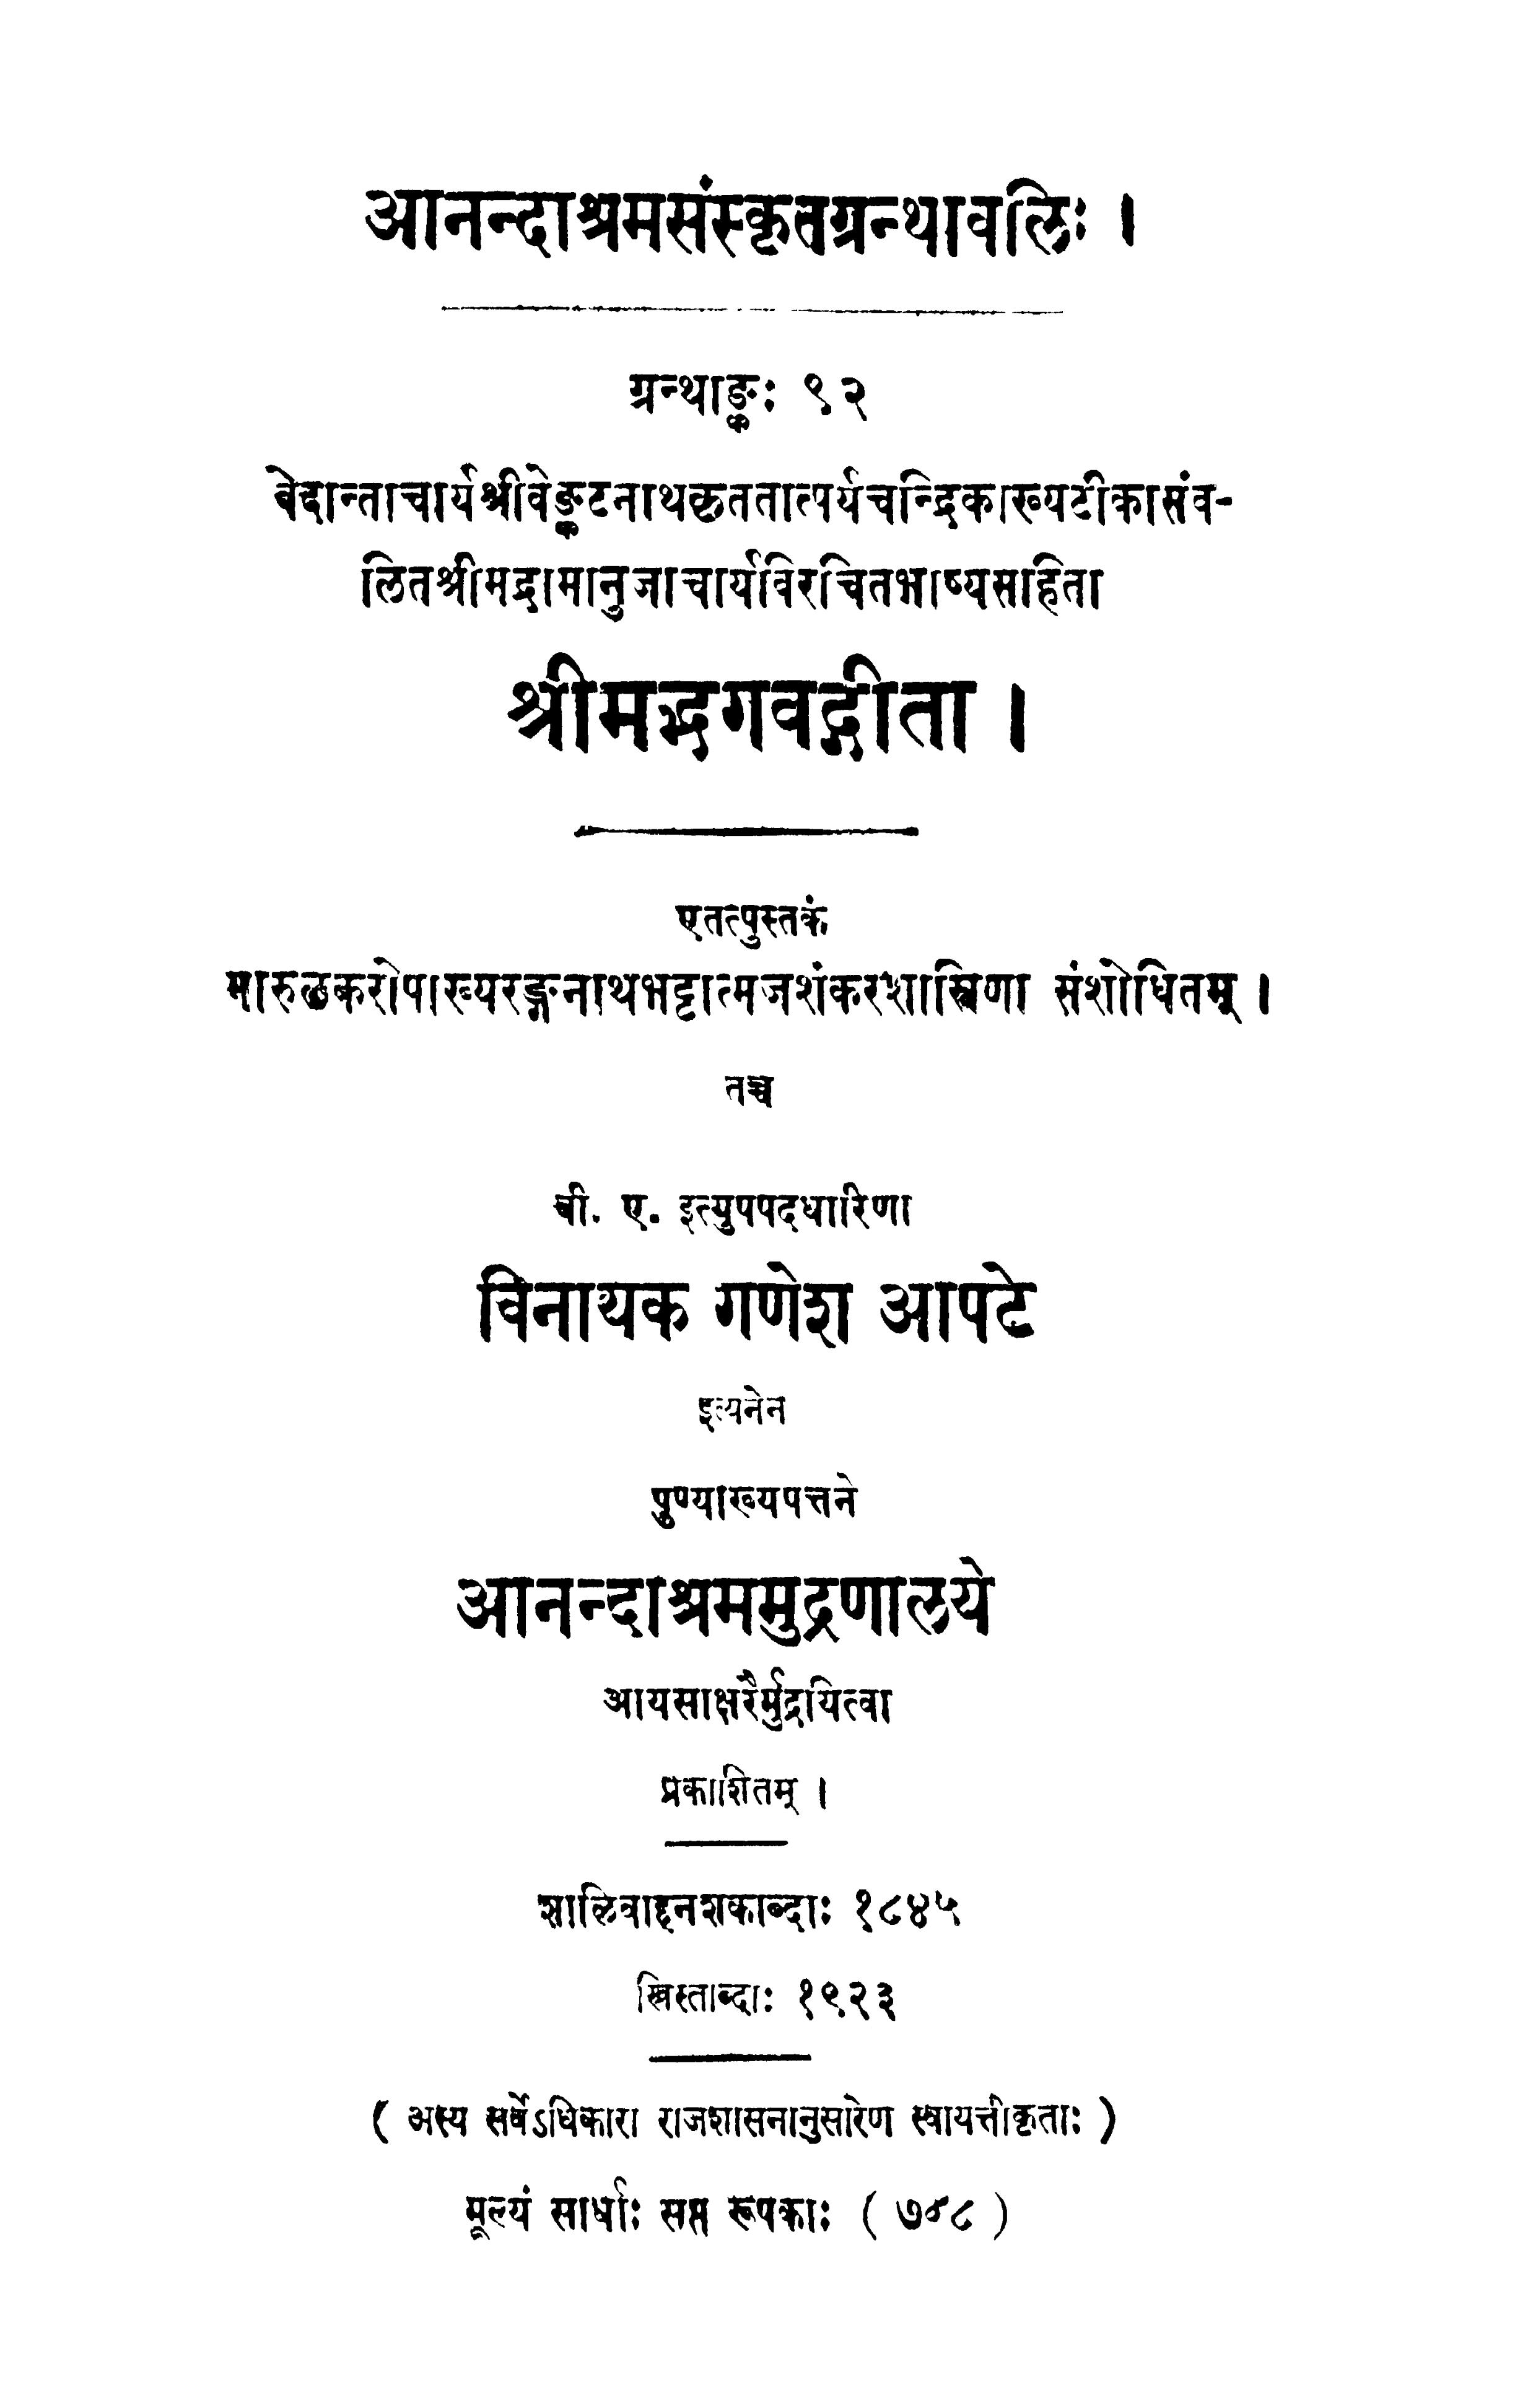 आनन्दाश्रमसंस्कृतग्रन्थावलिः ।
ग्रन्थाङ्कः ९२
वेदान्ताचार्यश्रीवेङ्कटनाथकृततात्पर्यचन्द्रिकाख्यटीकासंव-
लितश्रीमद्रामानुजाचार्यविरचितभाष्यसहिता
श्रीमद्भगवद्गीता ।
एतत्पुस्तकं
मारुलकरोपाख्यरङ्गनाथभट्टात्मजशंकरशास्त्रिणा संशोधितम् ।
तच्च
बी. ए. इत्युपपदधारिणा
विनायक गणेश आपटे
इत्यनेन
पुण्याख्यपत्तने
आनन्दाश्रममुद्रणालये
आयसाक्षरैर्मुद्रयित्वा
प्रकाशितम् ।
शालिवाहनशकाब्दाः १८४५
ख्रिस्ताब्दाः १९२३
( अस्य सर्वेऽधिकारा राजशासनानुसारेण स्वायत्तीकृताः )
मूल्यं सार्धाः सप्त रूपकाः ( ७४८ )